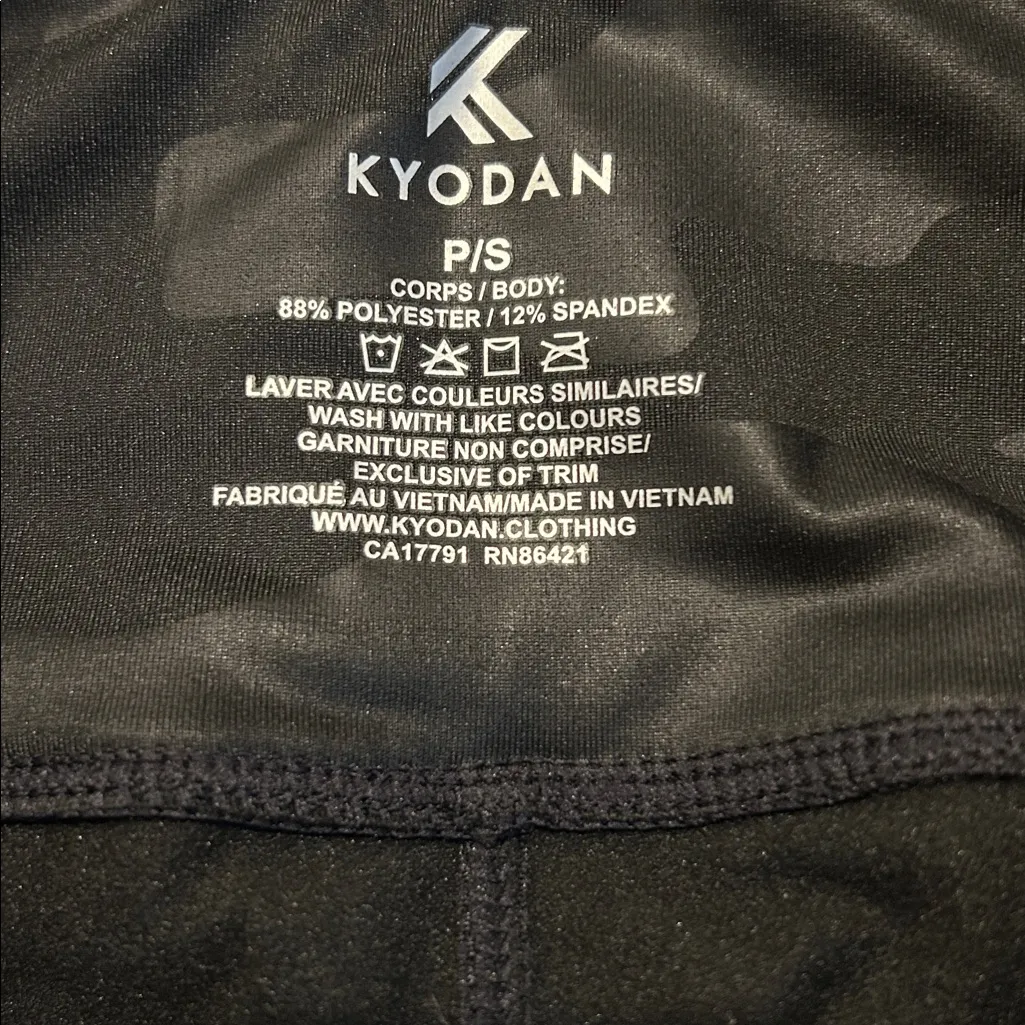 KYODAN
P/S
CORPS / BODY:
88% POLYESTER / 12% SPANDEX
LAVER AVEC COULEURS SIMILAIRES/
WASH WITH LIKE COLOURS
GARNITURE NON COMPRISE/
EXCLUSIVE OF TRIM
FABRIQUÉ AU VIETNAM/MADE IN VIETNAM
WWW.KYODAN.CLOTHING
CA17791 RN86421